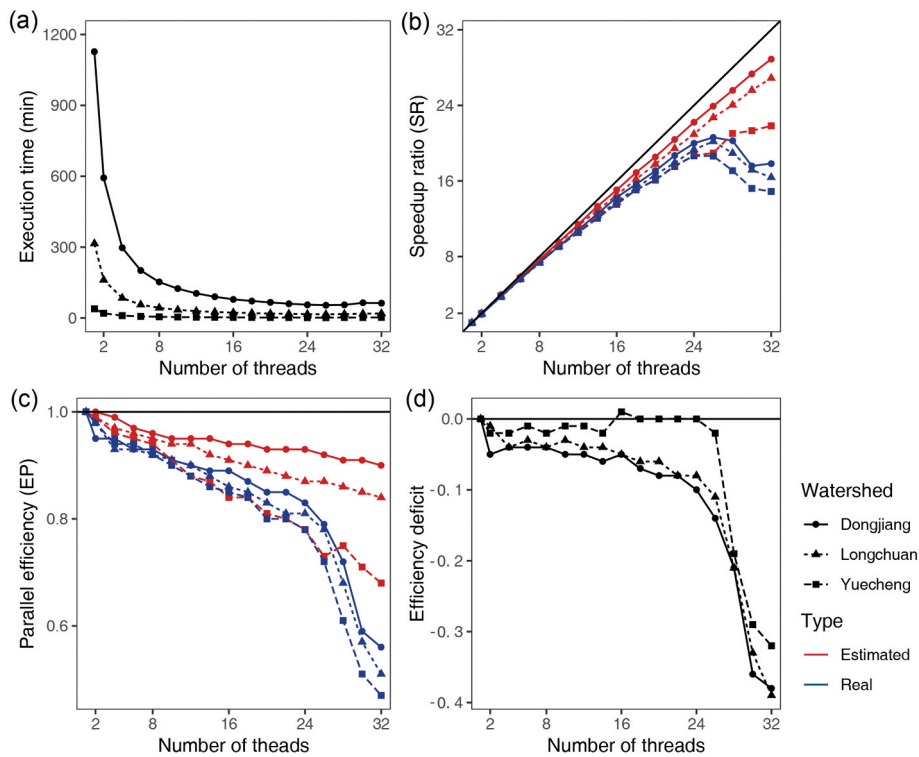 (a)
1200
900
600
300
0
Execution time (min)
2 8 16 24 32
Number of threads
(b)
32
24
16
8
2
Speedup ratio (SR)
2 8 16 24 32
Number of threads
(c)
1.0
0.8
0.6
Parallel efficiency (EP)
2 8 16 24 32
Number of theads
(d)
0.0
-0.1
-0.2
-0.3
-0.4
Efficiency deficit
2 8 16 24 32
Number of threads
Watershed
Dongjiang
Longchuan
Yuecheng
Type
Estimated
Real